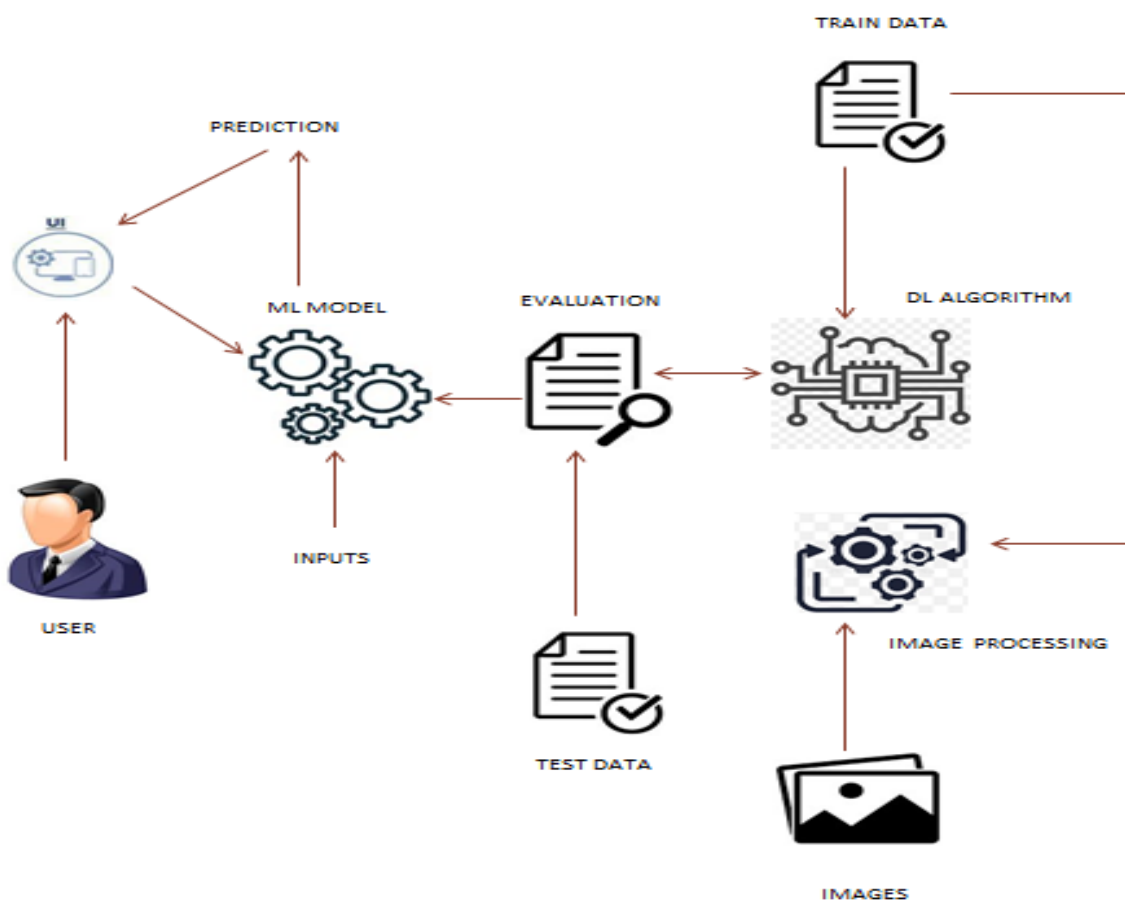 TRAIN DATA
PREDICTION
UI
ML MODEL
EVALUATION
DL ALGORITHM
INPUTS
USER
IMAGE PROCESSING
TEST DATA
IMAGES